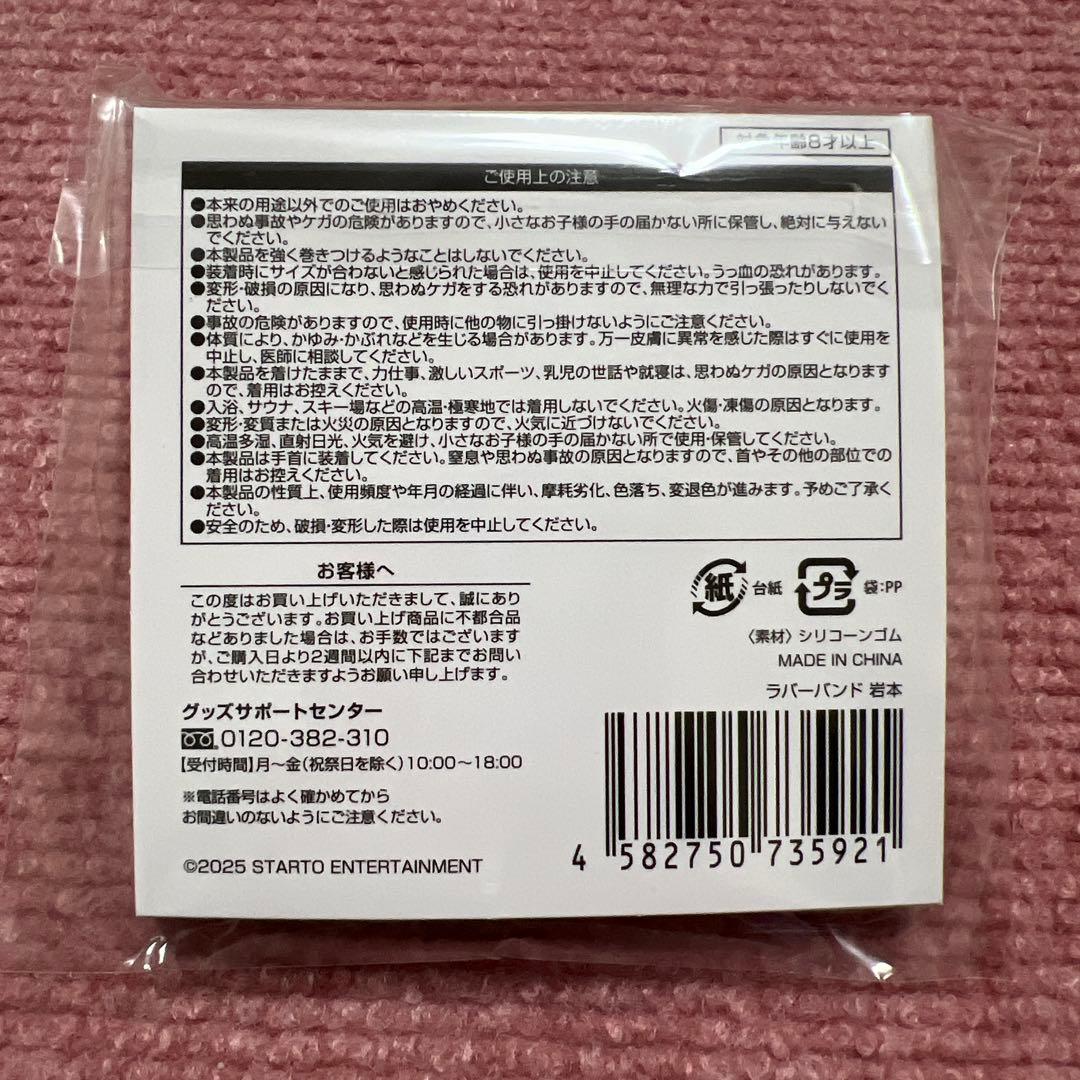 対象年齢8才以上
ご使用上の注意
●本来の用途以外でのご使用はおやめください。
●思わぬ事故やケガの危険がありますので、小さなお子様の手の届かない所に保管し、絶対に与えない
でください。
●本製品を強く巻きつけるようなことはしないでください。
●装着時にサイズが合わないと感じられた場合は、使用を中止してください。うっ血の恐れがあります。
●変形・破損の原因になり、思わぬケガをする恐れがありますので、無理な力で引っ張ったりしないでく
ださい。
●事故の危険がありますので、使用時に他の物に引っ掛けないようにご注意ください。
●体質により、かゆみ・かぶれなどを生じる場合があります。万一皮膚に異常を感じた際はすぐに使用を
中止し、医師に相談してください。
●本製品を着けたままで、力仕事、激しいスポーツ、乳児の世話や就寝は、思わぬケガの原因となります
ので、着用はお控えください。
●入浴、サウナ、スキー場などの高温・極寒地では着用しないでください。火傷・凍傷の原因となります。
●変形・変質または火災の原因となりますので、火気に近づけないでください。
●高温多湿、直射日光、火気を避け、小さなお子様の手の届かない所で使用・保管してください。
●本製品は手首に装着してください。窒息や思わぬ事故の原因となりますので、首やその他の部位での
着用はお控えください。
●本製品の性質上、使用頻度や年月の経過に伴い、摩耗劣化、色落ち、変退色が進みます。予めご了承く
ださい。
●安全のため、破損・変形した際は使用を中止してください。
お客様へ
この度はお買い上げいただきまして、誠にあり
がとうございます。お買い上げ商品に不都合品
などありました場合は、お手数ではございます
が、ご購入日より2週間以内に下記までお問い
合わせいただきますようお願い申し上げます。
グッズサポートセンター
0120-382-310
【受付時間】月〜金(祝祭日を除く)10:00〜18:00
※電話番号はよく確かめてから
お間違いのないようにご注意ください。
©2025 STARTO ENTERTAINMENT
紙 台紙 プラ 袋:PP
〈素材〉シリコーンゴム
MADE IN CHINA
ラバーバンド 岩本
4 582750 735921